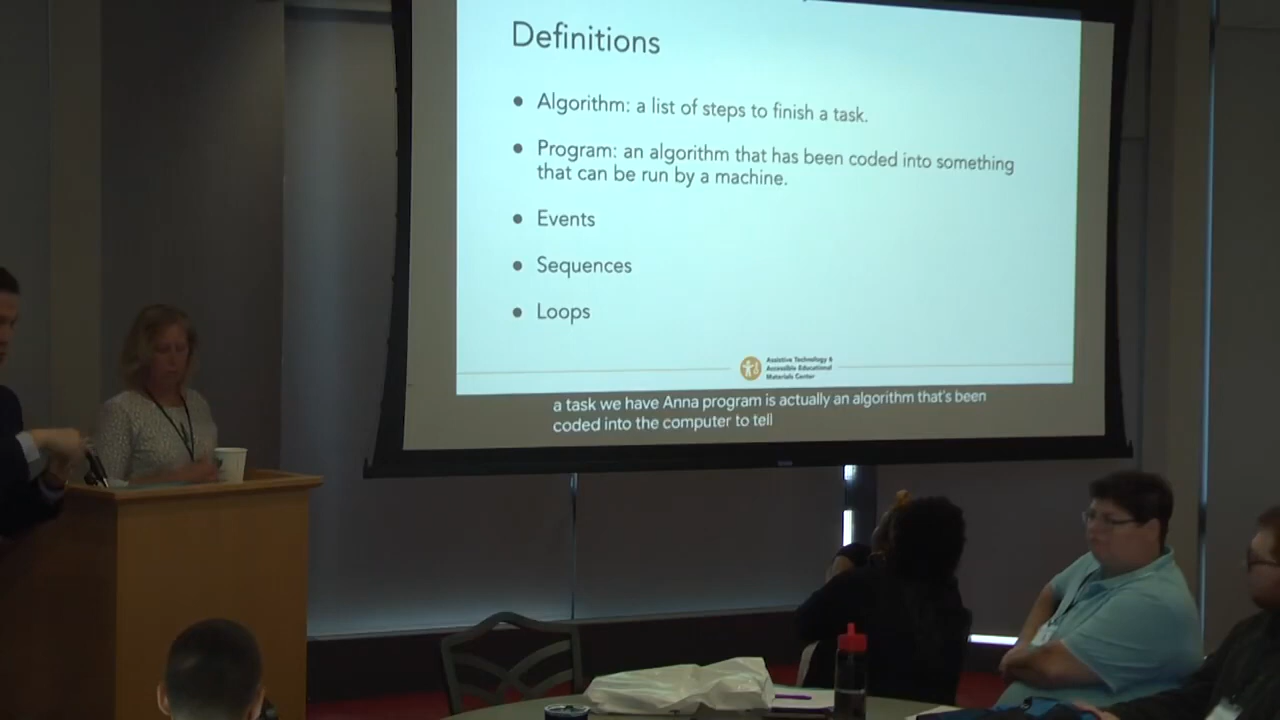 Definitions
• Algorithm: a list of steps to finish a task.
• Program: an algorithm that has been coded into something
that can be run by a machine.
• Events
• Sequences
• Loops
Assistive Technology &
Accessible Educational
Materials Center
a task we have Anna program is actually an algorithm that's been
coded into the computer to tell